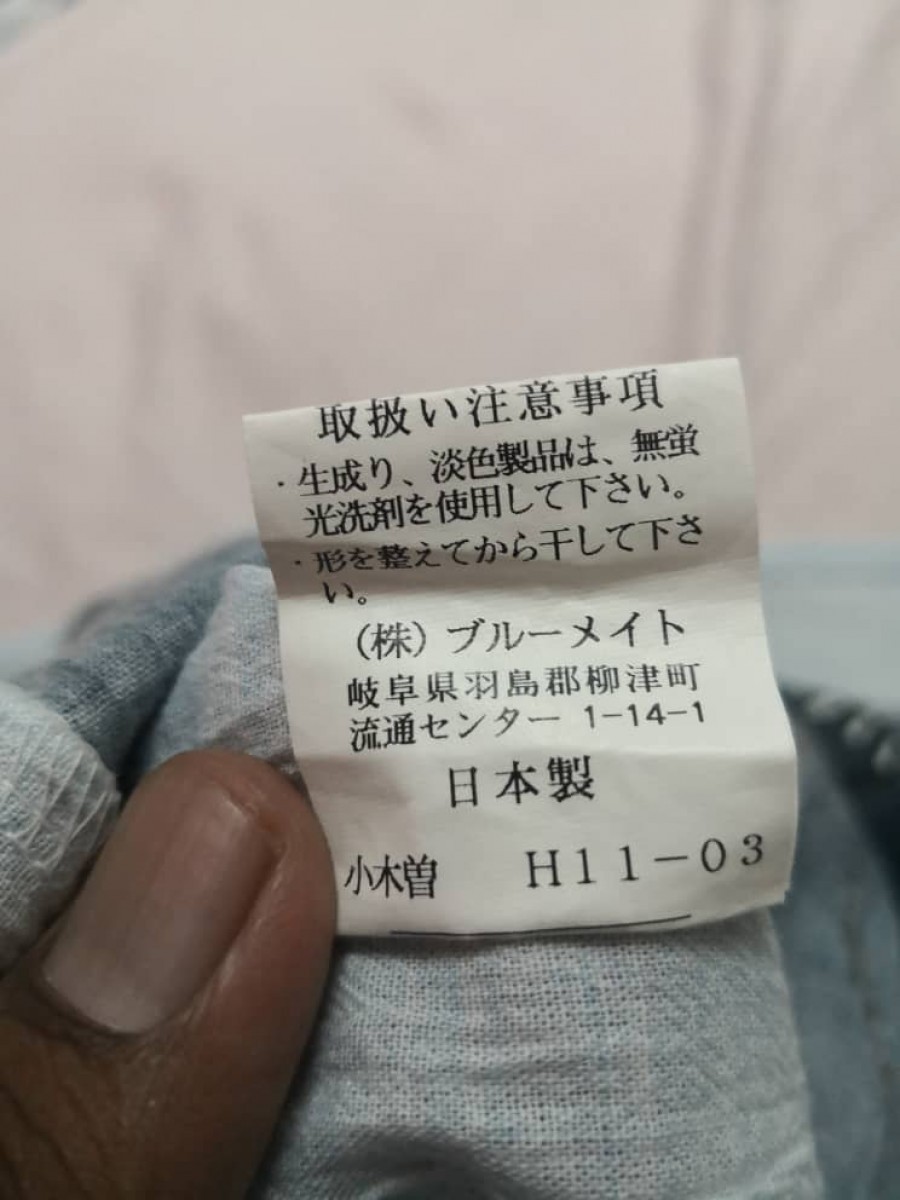 取扱い注意事項
・生成り、淡色製品は、無蛍
光洗剤を使用して下さい。
・形を整えてから干して下さ
い。
（株）ブルーメイト
岐阜県羽島郡柳津町
流通センター 1-14-1
日本製
小木曽 H11-03